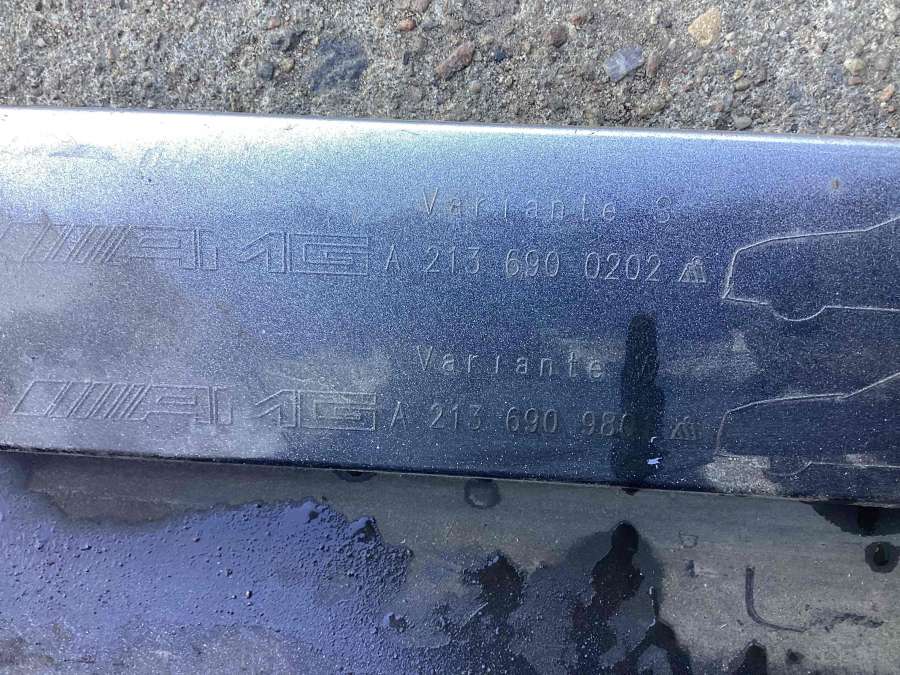 Variante S
AMG A 213 690 0202
Variante
AMG A 213 690 980